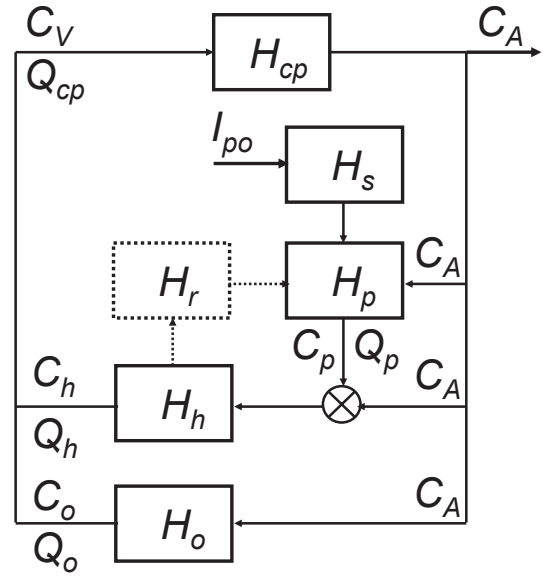 C_V
H_cp
C_A
Q_cp
I_po
H_s
H_r
H_p
C_A
C_p Q_p
C_h
H_h
C_A
Q_h
C_o
H_o
C_A
Q_o